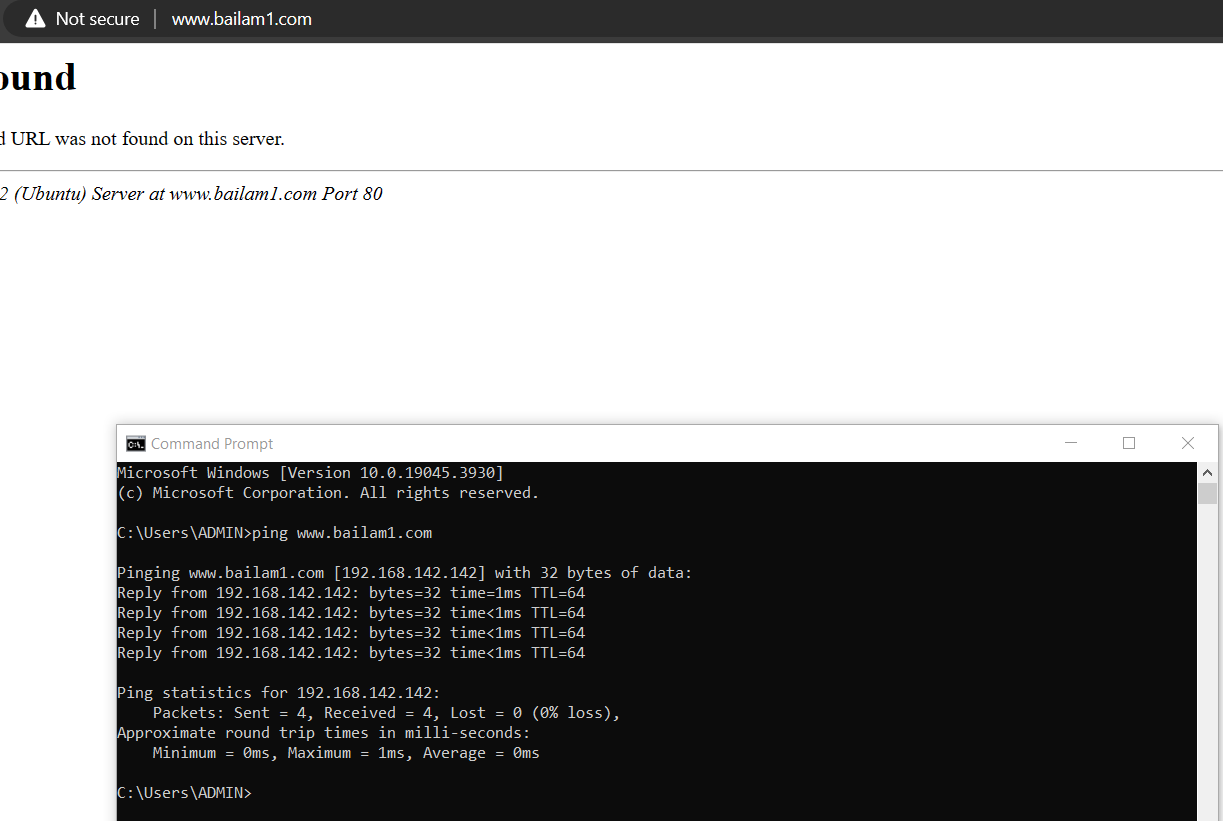 Not secure | www.bailam1.com
ound
d URL was not found on this server.
2 (Ubuntu) Server at www.bailam1.com Port 80
Command Prompt
Microsoft Windows [Version 10.0.19045.3930]
(c) Microsoft Corporation. All rights reserved.
C:\Users\ADMIN>ping www.bailam1.com
Pinging www.bailam1.com [192.168.142.142] with 32 bytes of data:
Reply from 192.168.142.142: bytes=32 time=1ms TTL=64
Reply from 192.168.142.142: bytes=32 time<1ms TTL=64
Reply from 192.168.142.142: bytes=32 time<1ms TTL=64
Reply from 192.168.142.142: bytes=32 time<1ms TTL=64
Ping statistics for 192.168.142.142:
Packets: Sent = 4, Received = 4, Lost = 0 (0% loss),
Approximate round trip times in milli-seconds:
Minimum = 0ms, Maximum = 1ms, Average = 0ms
C:\Users\ADMIN>